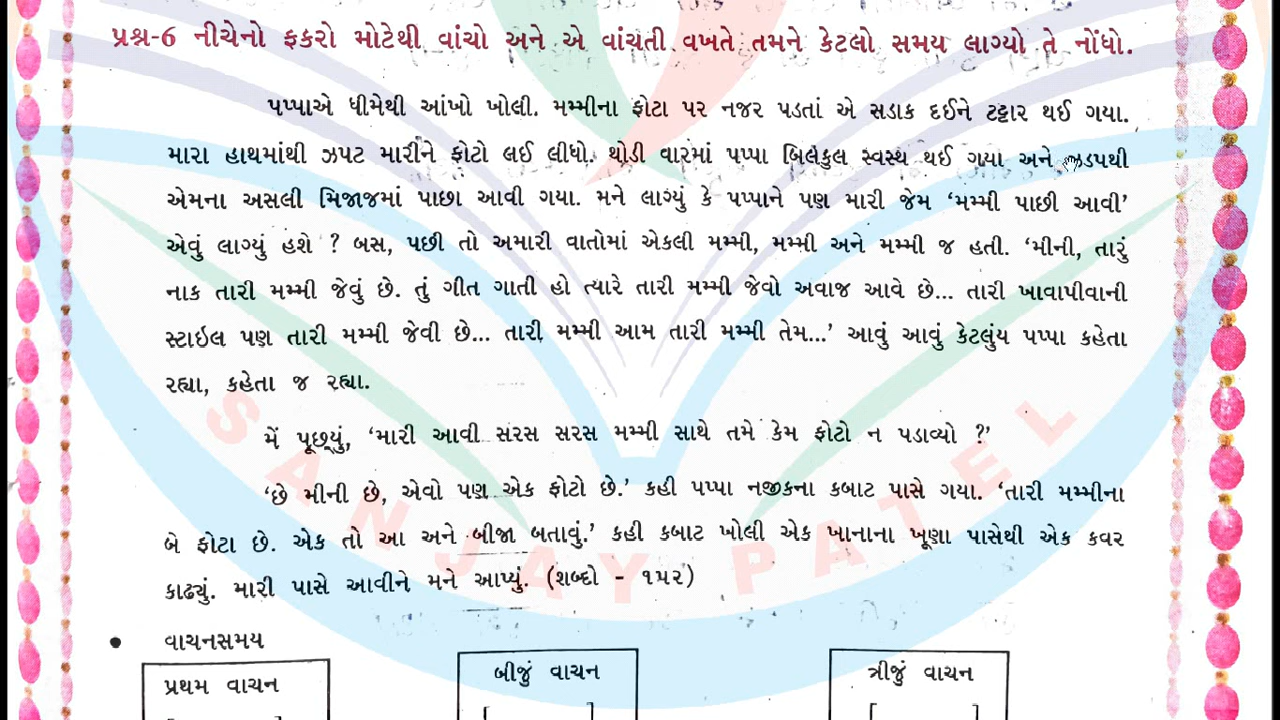 પ્રશ્ન-6 નીચેનો ફકરો મોટેથી વાંચો અને એ વાંચતી વખતે તમને કેટલો સમય લાગ્યો તે નોંધો.
પપ્પાએ ધીમેથી આંખો ખોલી. મમ્મીના ફોટા પર નજર પડતાં એ સડાક દઈને ટટ્ટાર થઈ ગયા.
મારા હાથમાંથી ઝપટ મારીને ફોટો લઈ લીધો. થોડી વારમાં પપ્પા બિલકુલ સ્વસ્થ થઈ ગયા અને ઝડપથી
એમના અસલી મિજાજમાં પાછા આવી ગયા. મને લાગ્યું કે પપ્પાને પણ મારી જેમ ‘મમ્મી પાછી આવી’
એવું લાગ્યું હશે ? બસ, પછી તો અમારી વાતોમાં એકલી મમ્મી, મમ્મી અને મમ્મી જ હતી. ‘મીની, તારું
નાક તારી મમ્મી જેવું છે. તું ગીત ગાતી હો ત્યારે તારી મમ્મી જેવો અવાજ આવે છે... તારી ખાવાપીવાની
સ્ટાઇલ પણ તારી મમ્મી જેવી છે... તારી મમ્મી આમ તારી મમ્મી તેમ...’ આવું આવું કેટલુંય પપ્પા કહેતા
રહ્યા, કહેતા જ રહ્યા.
મેં પૂછ્યું, ‘મારી આવી સરસ સરસ મમ્મી સાથે તમે કેમ ફોટો ન પડાવ્યો ?’
‘છે મીની છે, એવો પણ એક ફોટો છે.’ કહી પપ્પા નજીકના કબાટ પાસે ગયા. ‘તારી મમ્મીના
બે ફોટા છે. એક તો આ અને બીજા બતાવું.’ કહી કબાટ ખોલી એક ખાનાના ખૂણા પાસેથી એક કવર
કાઢ્યું. મારી પાસે આવીને મને આપ્યું. (શબ્દો - ૧૫૨)
SANJAY PATEL
• વાચનસમય
પ્રથમ વાચન
બીજું વાચન
ત્રીજું વાચન